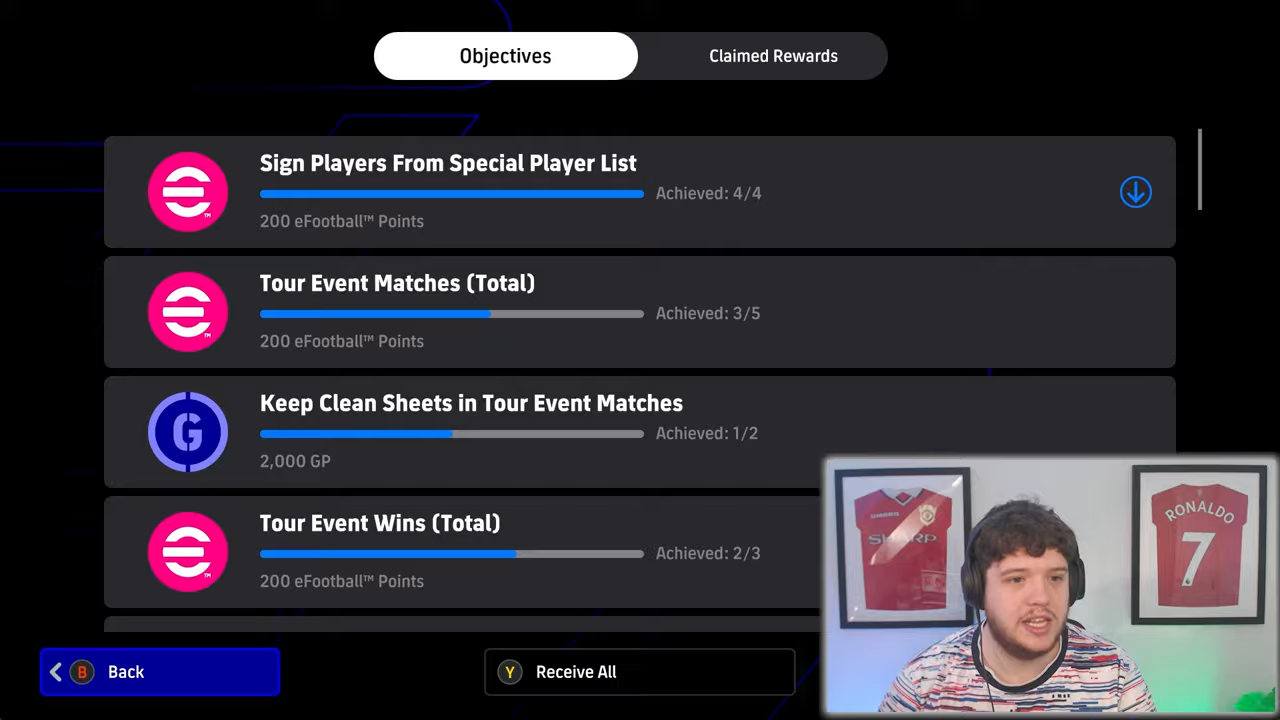 Objectives
Claimed Rewards
Sign Players From Special Player List
Achieved: 4/4
200 eFootball™ Points
Tour Event Matches (Total)
Achieved: 3/5
200 eFootball™ Points
Keep Clean Sheets in Tour Event Matches
Achieved: 1/2
G
2,000 GP
Tour Event Wins (Total)
Achieved: 2/3
200 eFootball™ Points
UMBRO
SHARP
RONALDO
7
B Back
Y Receive All